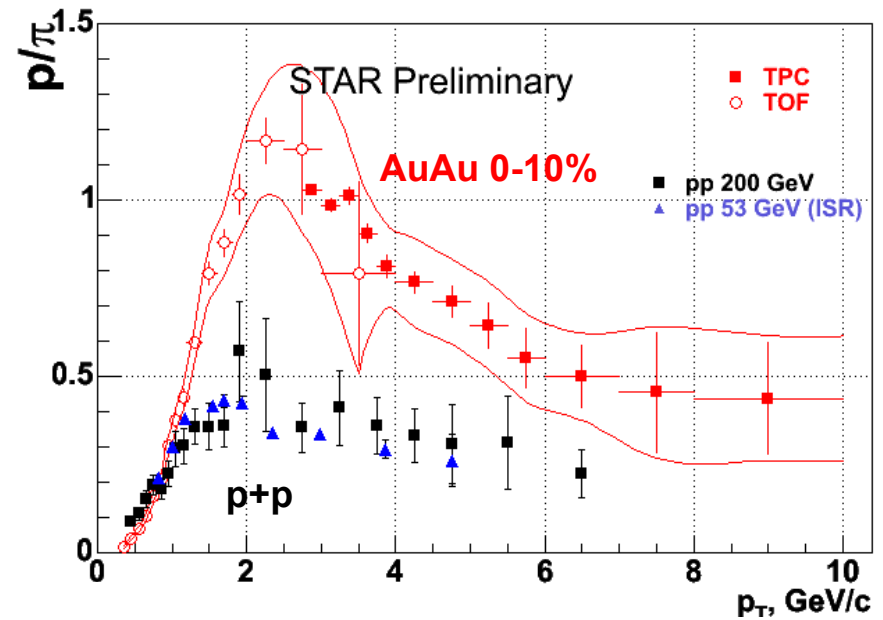 p/π
1.5
1
0.5
0
STAR Preliminary
TPC
TOF
AuAu 0-10%
pp 200 GeV
pp 53 GeV (ISR)
p+p
0 2 4 6 8 10
p_T, GeV/c